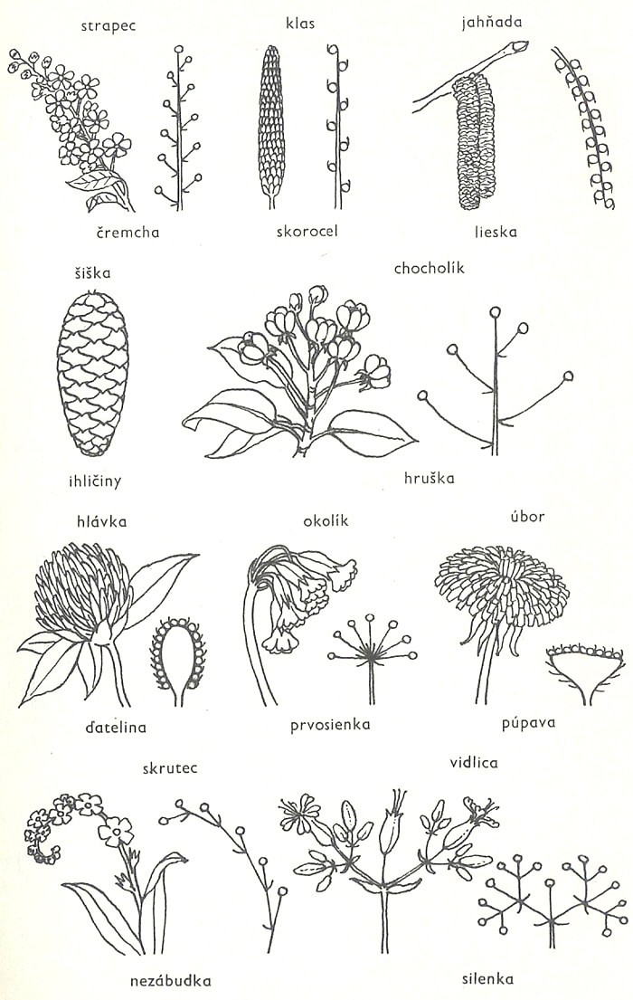 strapec
klas
jahňada
čremcha
skorocel
lieska
šiška
chocholík
ihličiny
hruška
hlávka
okolík
úbor
ďatelina
prvosienka
púpava
skrutec
vidlica
nezábudka
silenka